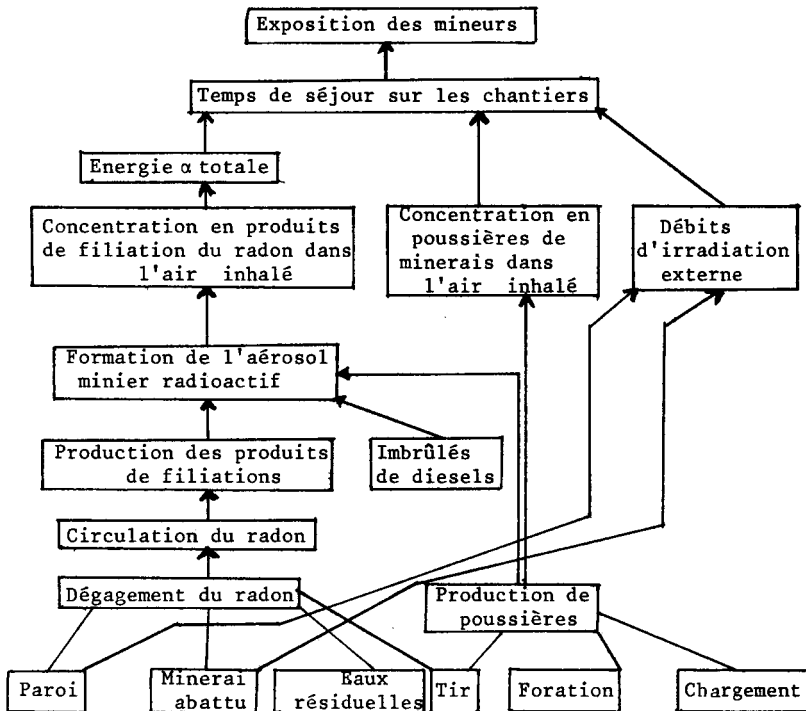 Exposition des mineurs
Temps de séjour sur les chantiers
Energie α totale
Concentration en produits
de filiation du radon dans
l'air inhalé
Concentration en
poussières de
minerais dans
l'air inhalé
Débits
d'irradiation
externe
Formation de l'aérosol
minier radioactif
Production des produits
de filiations
Imbrûlés
de diesels
Circulation du radon
Dégagement du radon
Production de
poussières
Paroi
Minerai
abattu
Eaux
résiduelles
Tir
Foration
Chargement